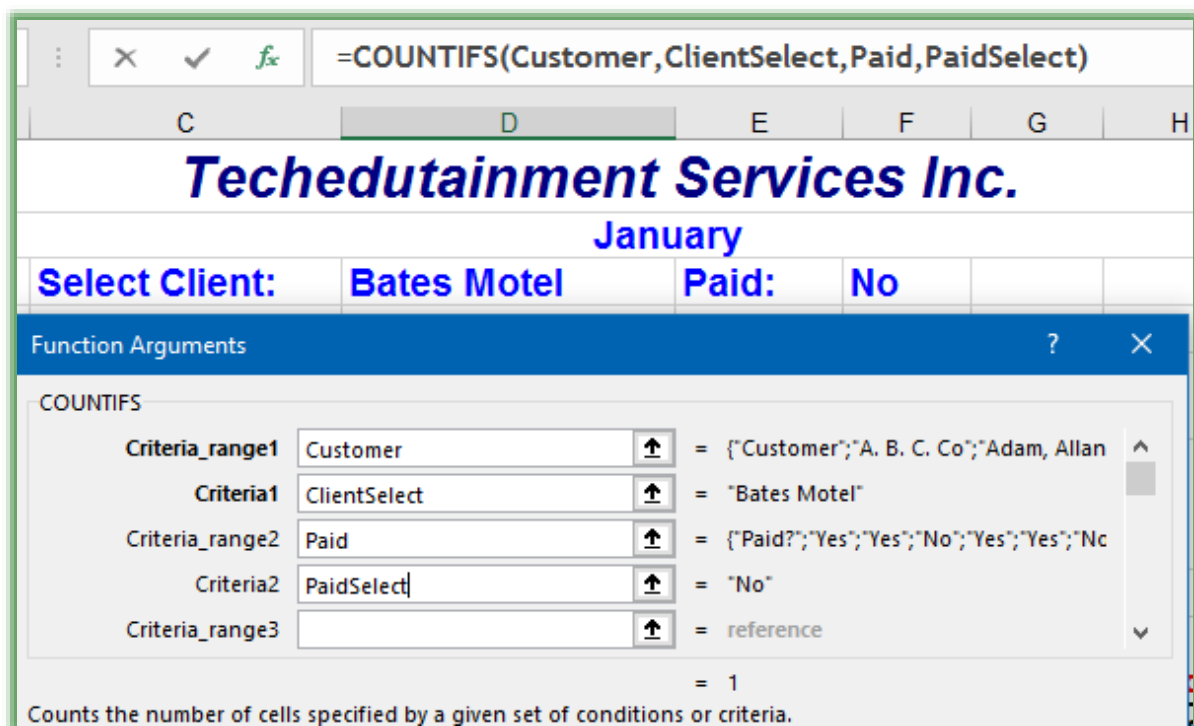 =COUNTIFS(Customer,ClientSelect,Paid,PaidSelect)
C D E F G H
Techedutainment Services Inc.
January
Select Client: Bates Motel Paid: No
Function Arguments ? ×
COUNTIFS
Criteria_range1 Customer = {"Customer";"A. B. C. Co";"Adam, Allan
Criteria1 ClientSelect = "Bates Motel"
Criteria_range2 Paid = {"Paid?";"Yes";"Yes";"No";"Yes";"Yes";"Nc
Criteria2 PaidSelect = "No"
Criteria_range3 = reference
= 1
Counts the number of cells specified by a given set of conditions or criteria.